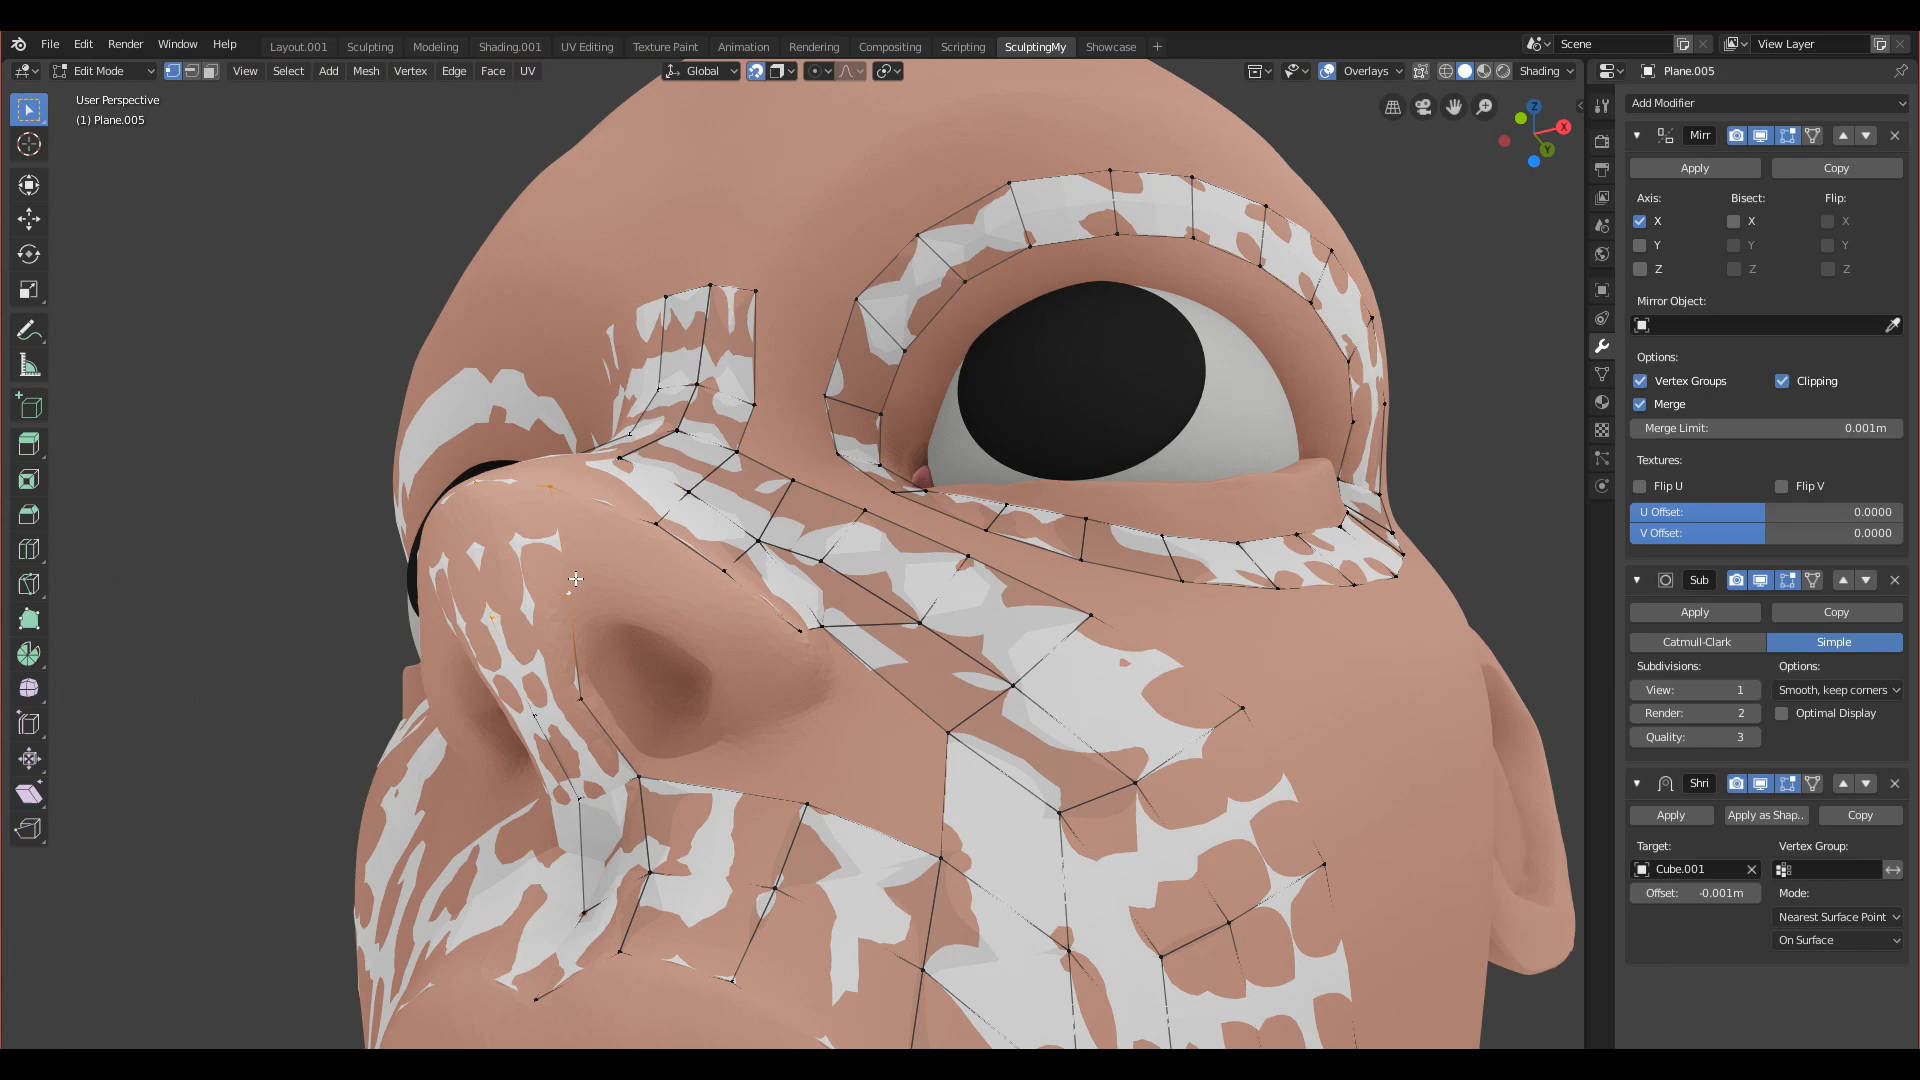 File Edit Render Window Help Layout.001 Sculpting Modeling Shading.001 UV Editing Texture Paint Animation Rendering Compositing Scripting SculptingMy Showcase + Scene View Layer
Edit Mode View Select Add Mesh Vertex Edge Face UV Global Overlays Shading Plane.005
User Perspective
(1) Plane.005
Z
X
Y
Add Modifier
Mirr
Apply Copy
Axis: Bisect: Flip:
X X X
Y Y Y
Z Z Z
Mirror Object:
Options:
Vertex Groups Clipping
Merge
Merge Limit: 0.001m
Textures:
Flip U Flip V
U Offset: 0.0000
V Offset: 0.0000
Sub
Apply Copy
Catmull-Clark Simple
Subdivisions: Options:
View: 1 Smooth, keep corners
Render: 2 Optimal Display
Quality: 3
Shri
Apply Apply as Shap.. Copy
Target: Vertex Group:
Cube.001
Offset: -0.001m Mode:
Nearest Surface Point
On Surface